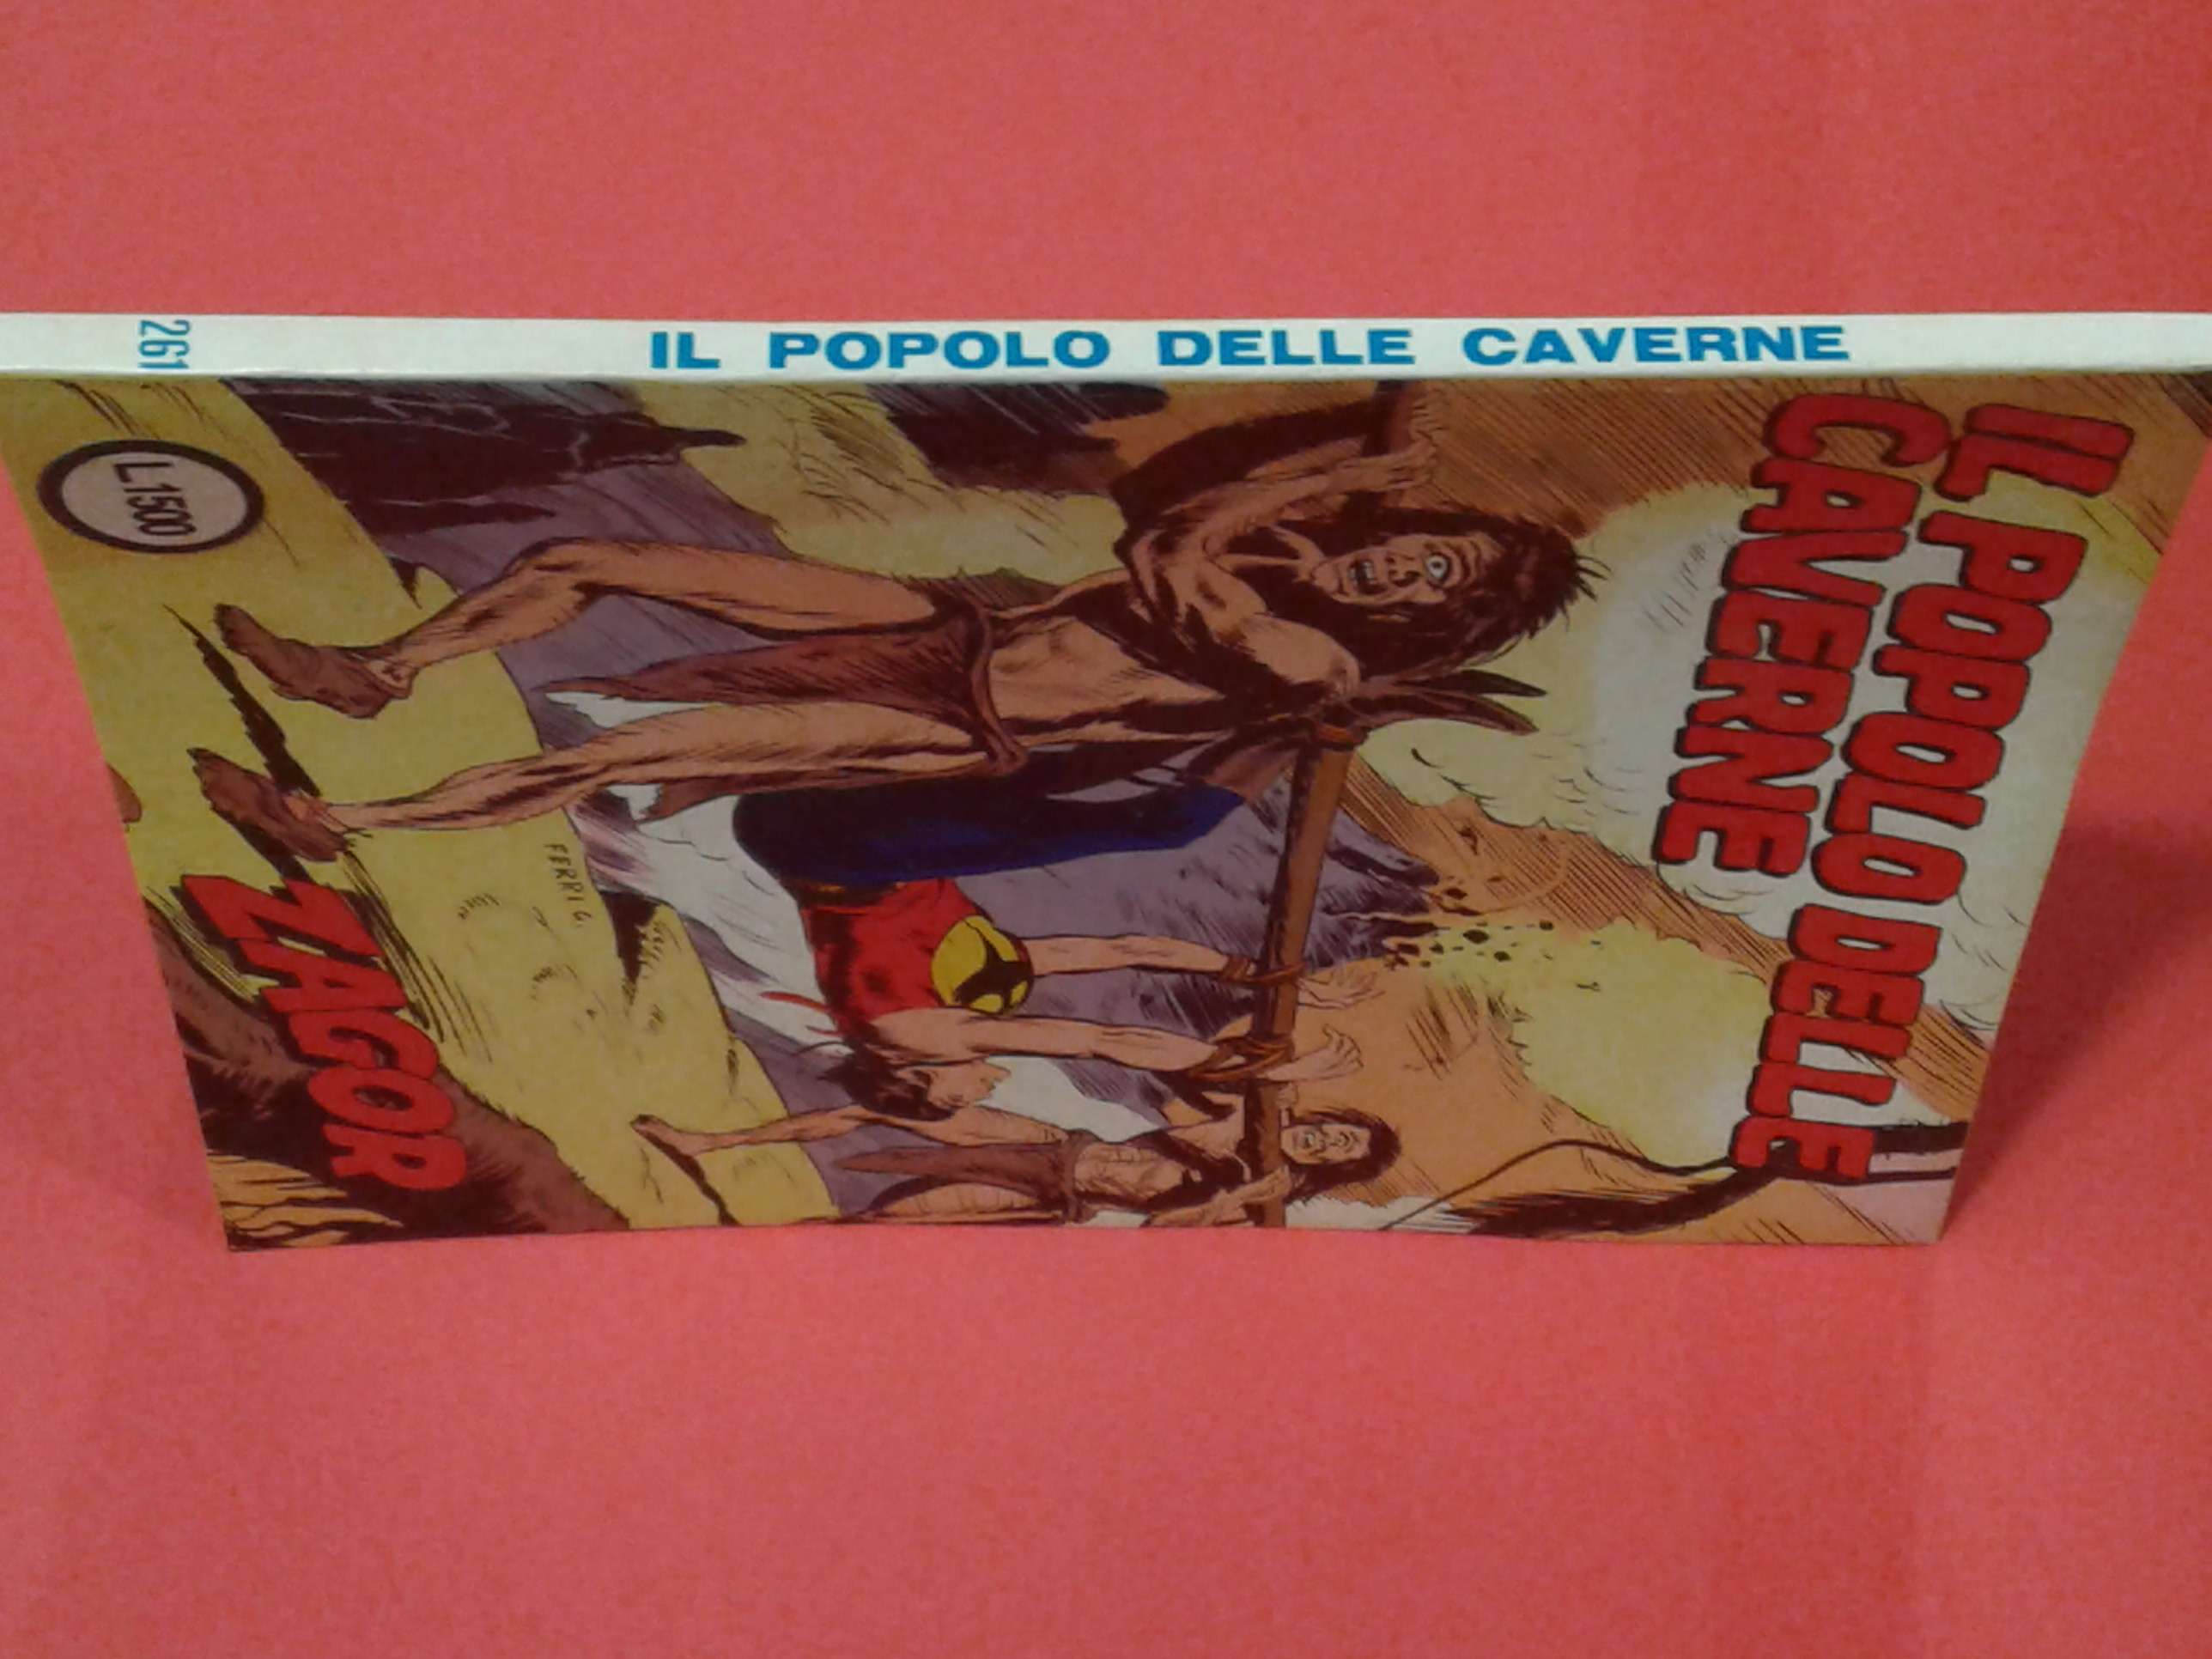 261
IL POPOLO DELLE CAVERNE
IL POPOLO DELLE
CAVERNE
L.1500
FERRI G.
ZAGOR